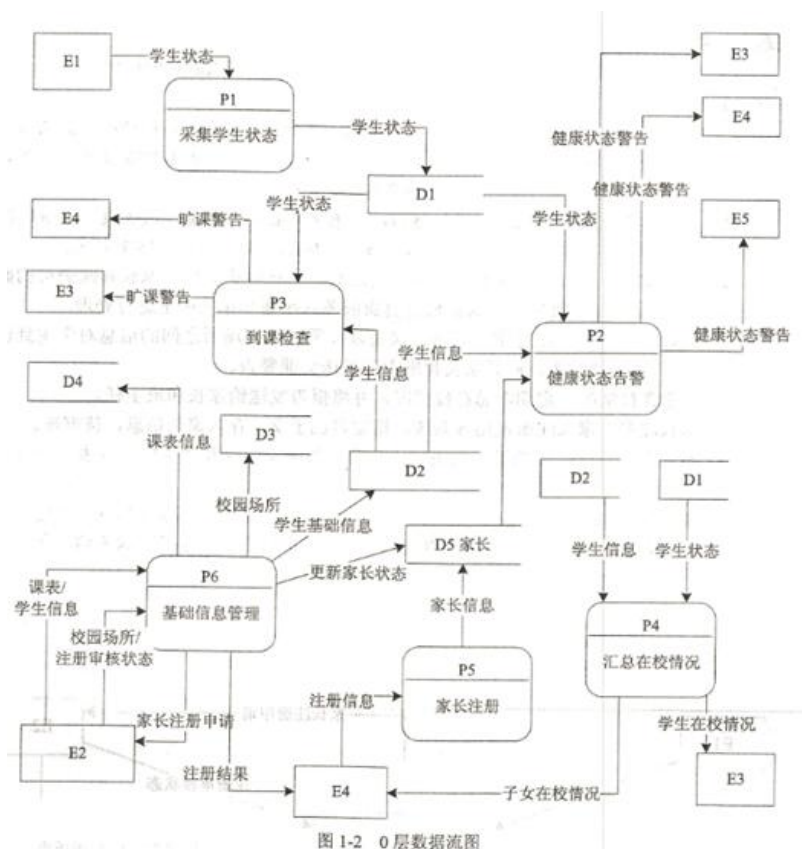 E1
学生状态
E3
P1
采集学生状态
E4
学生状态
健康状态警告
D1
健康状态警告
学生状态
学生状态
E4
旷课警告
E5
E3
旷课警告
P3
到课检查
P2
健康状态告警
健康状态警告
学生信息
学生信息
D4
课表信息
D3
D2
D2
D1
校园场所
学生基础信息
D5 家长
学生信息
学生状态
P6
基础信息管理
更新家长状态
课表/
学生信息
校园场所/
注册审核状态
家长信息
P4
汇总在校情况
P5
家长注册
注册信息
家长注册申请
学生在校情况
E2
注册结果
E4
子女在校情况
E3
图 1-2 0 层数据流图